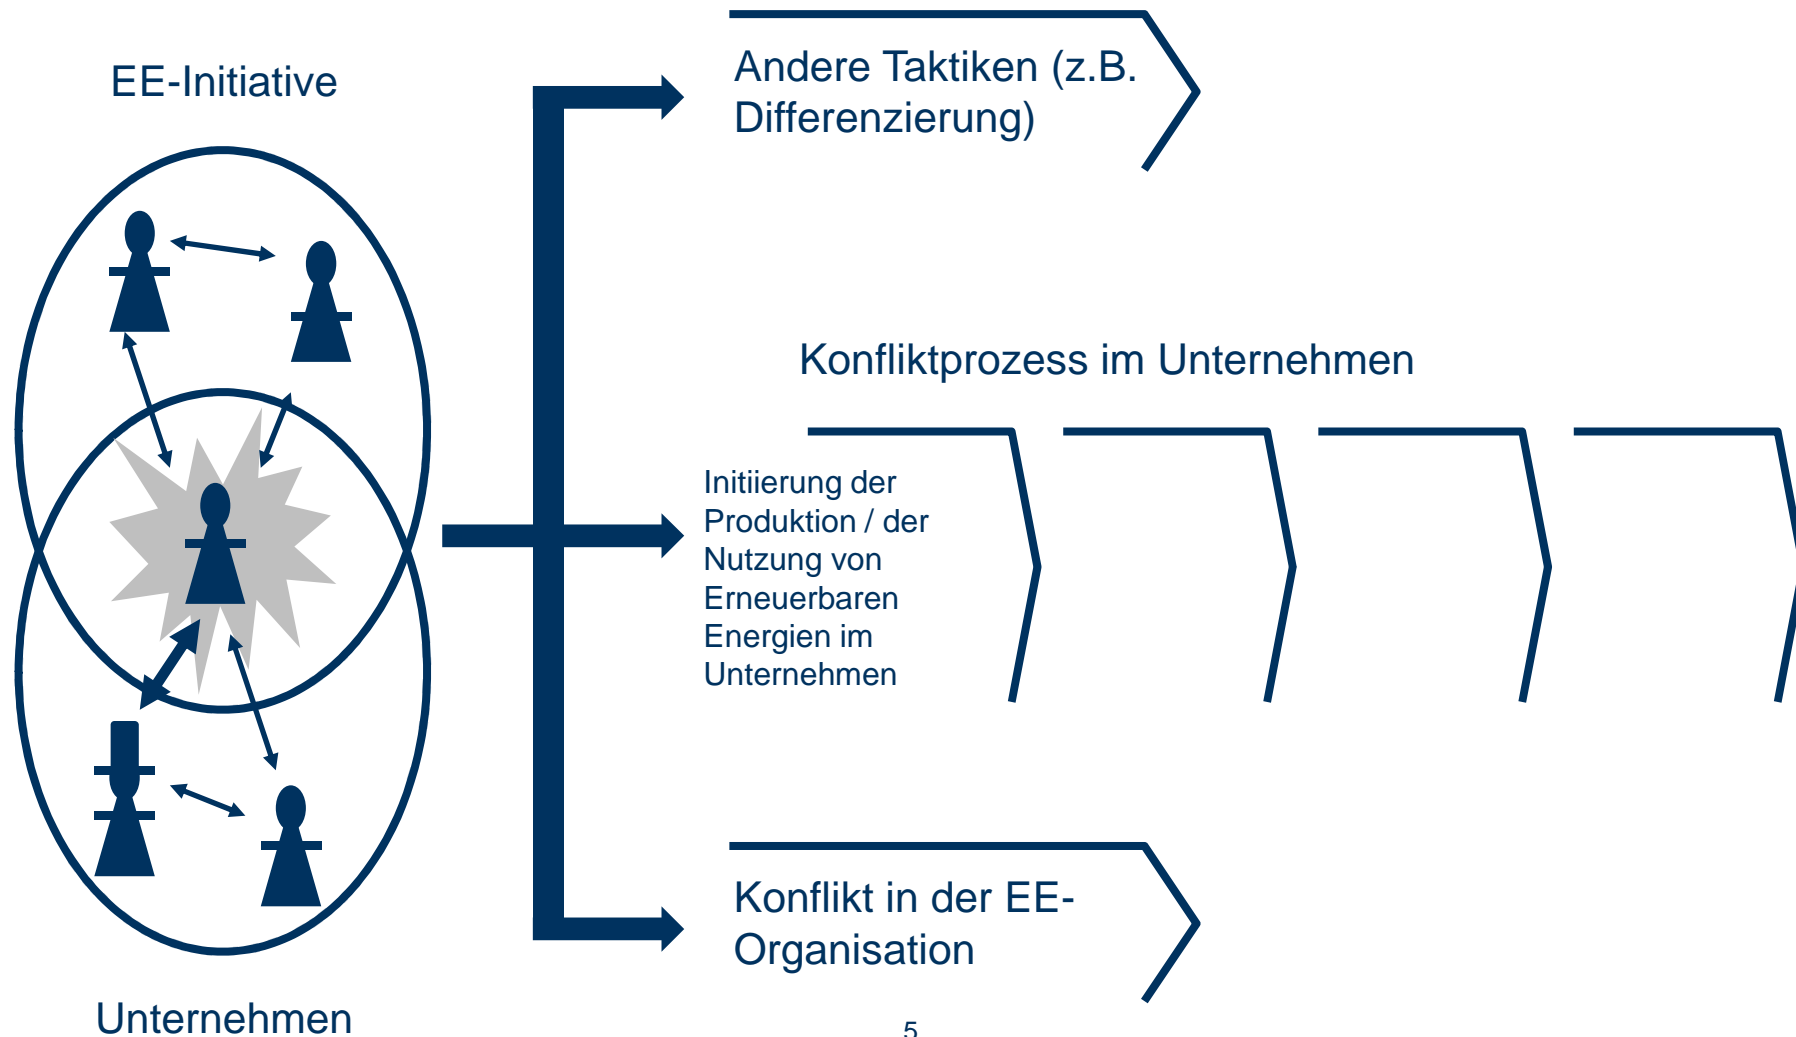 EE-Initiative
Andere Taktiken (z.B.
Differenzierung)
Konfliktprozess im Unternehmen
Initiierung der
Produktion / der
Nutzung von
Erneuerbaren
Energien im
Unternehmen
Konflikt in der EE-
Organisation
Unternehmen
5